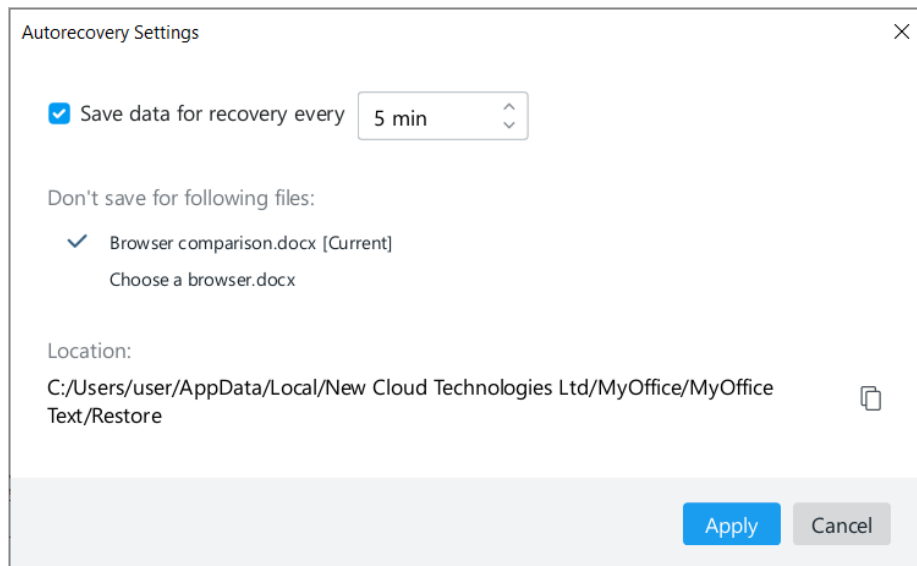 Autorecovery Settings
Save data for recovery every 5 min
Don't save for following files:
Browser comparison.docx [Current]
Choose a browser.docx
Location:
C:/Users/user/AppData/Local/New Cloud Technologies Ltd/MyOffice/MyOffice
Text/Restore
Apply Cancel